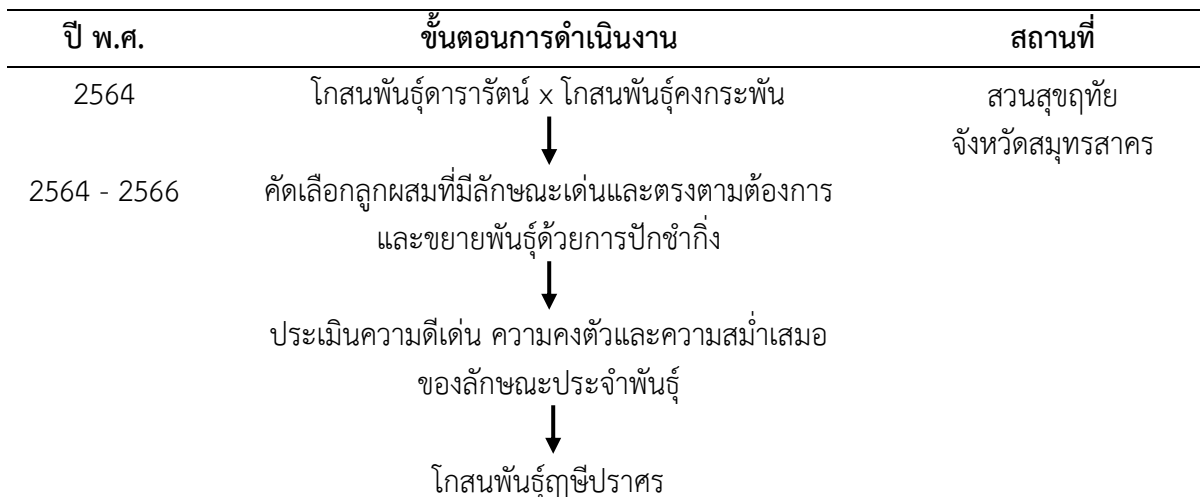 ปี พ.ศ. ขั้นตอนการดำเนินงาน สถานที่
2564 โกสนพันธุ์ดารารัตน์ x โกสนพันธุ์คงกระพัน สวนสุขฤทัย
จังหวัดสมุทรสาคร
2564 - 2566 คัดเลือกลูกผสมที่มีลักษณะเด่นและตรงตามต้องการ
และขยายพันธุ์ด้วยการปักชำกิ่ง
ประเมินความดีเด่น ความคงตัวและความสม่ำเสมอ
ของลักษณะประจำพันธุ์
โกสนพันธุ์ฤๅษีปราศร